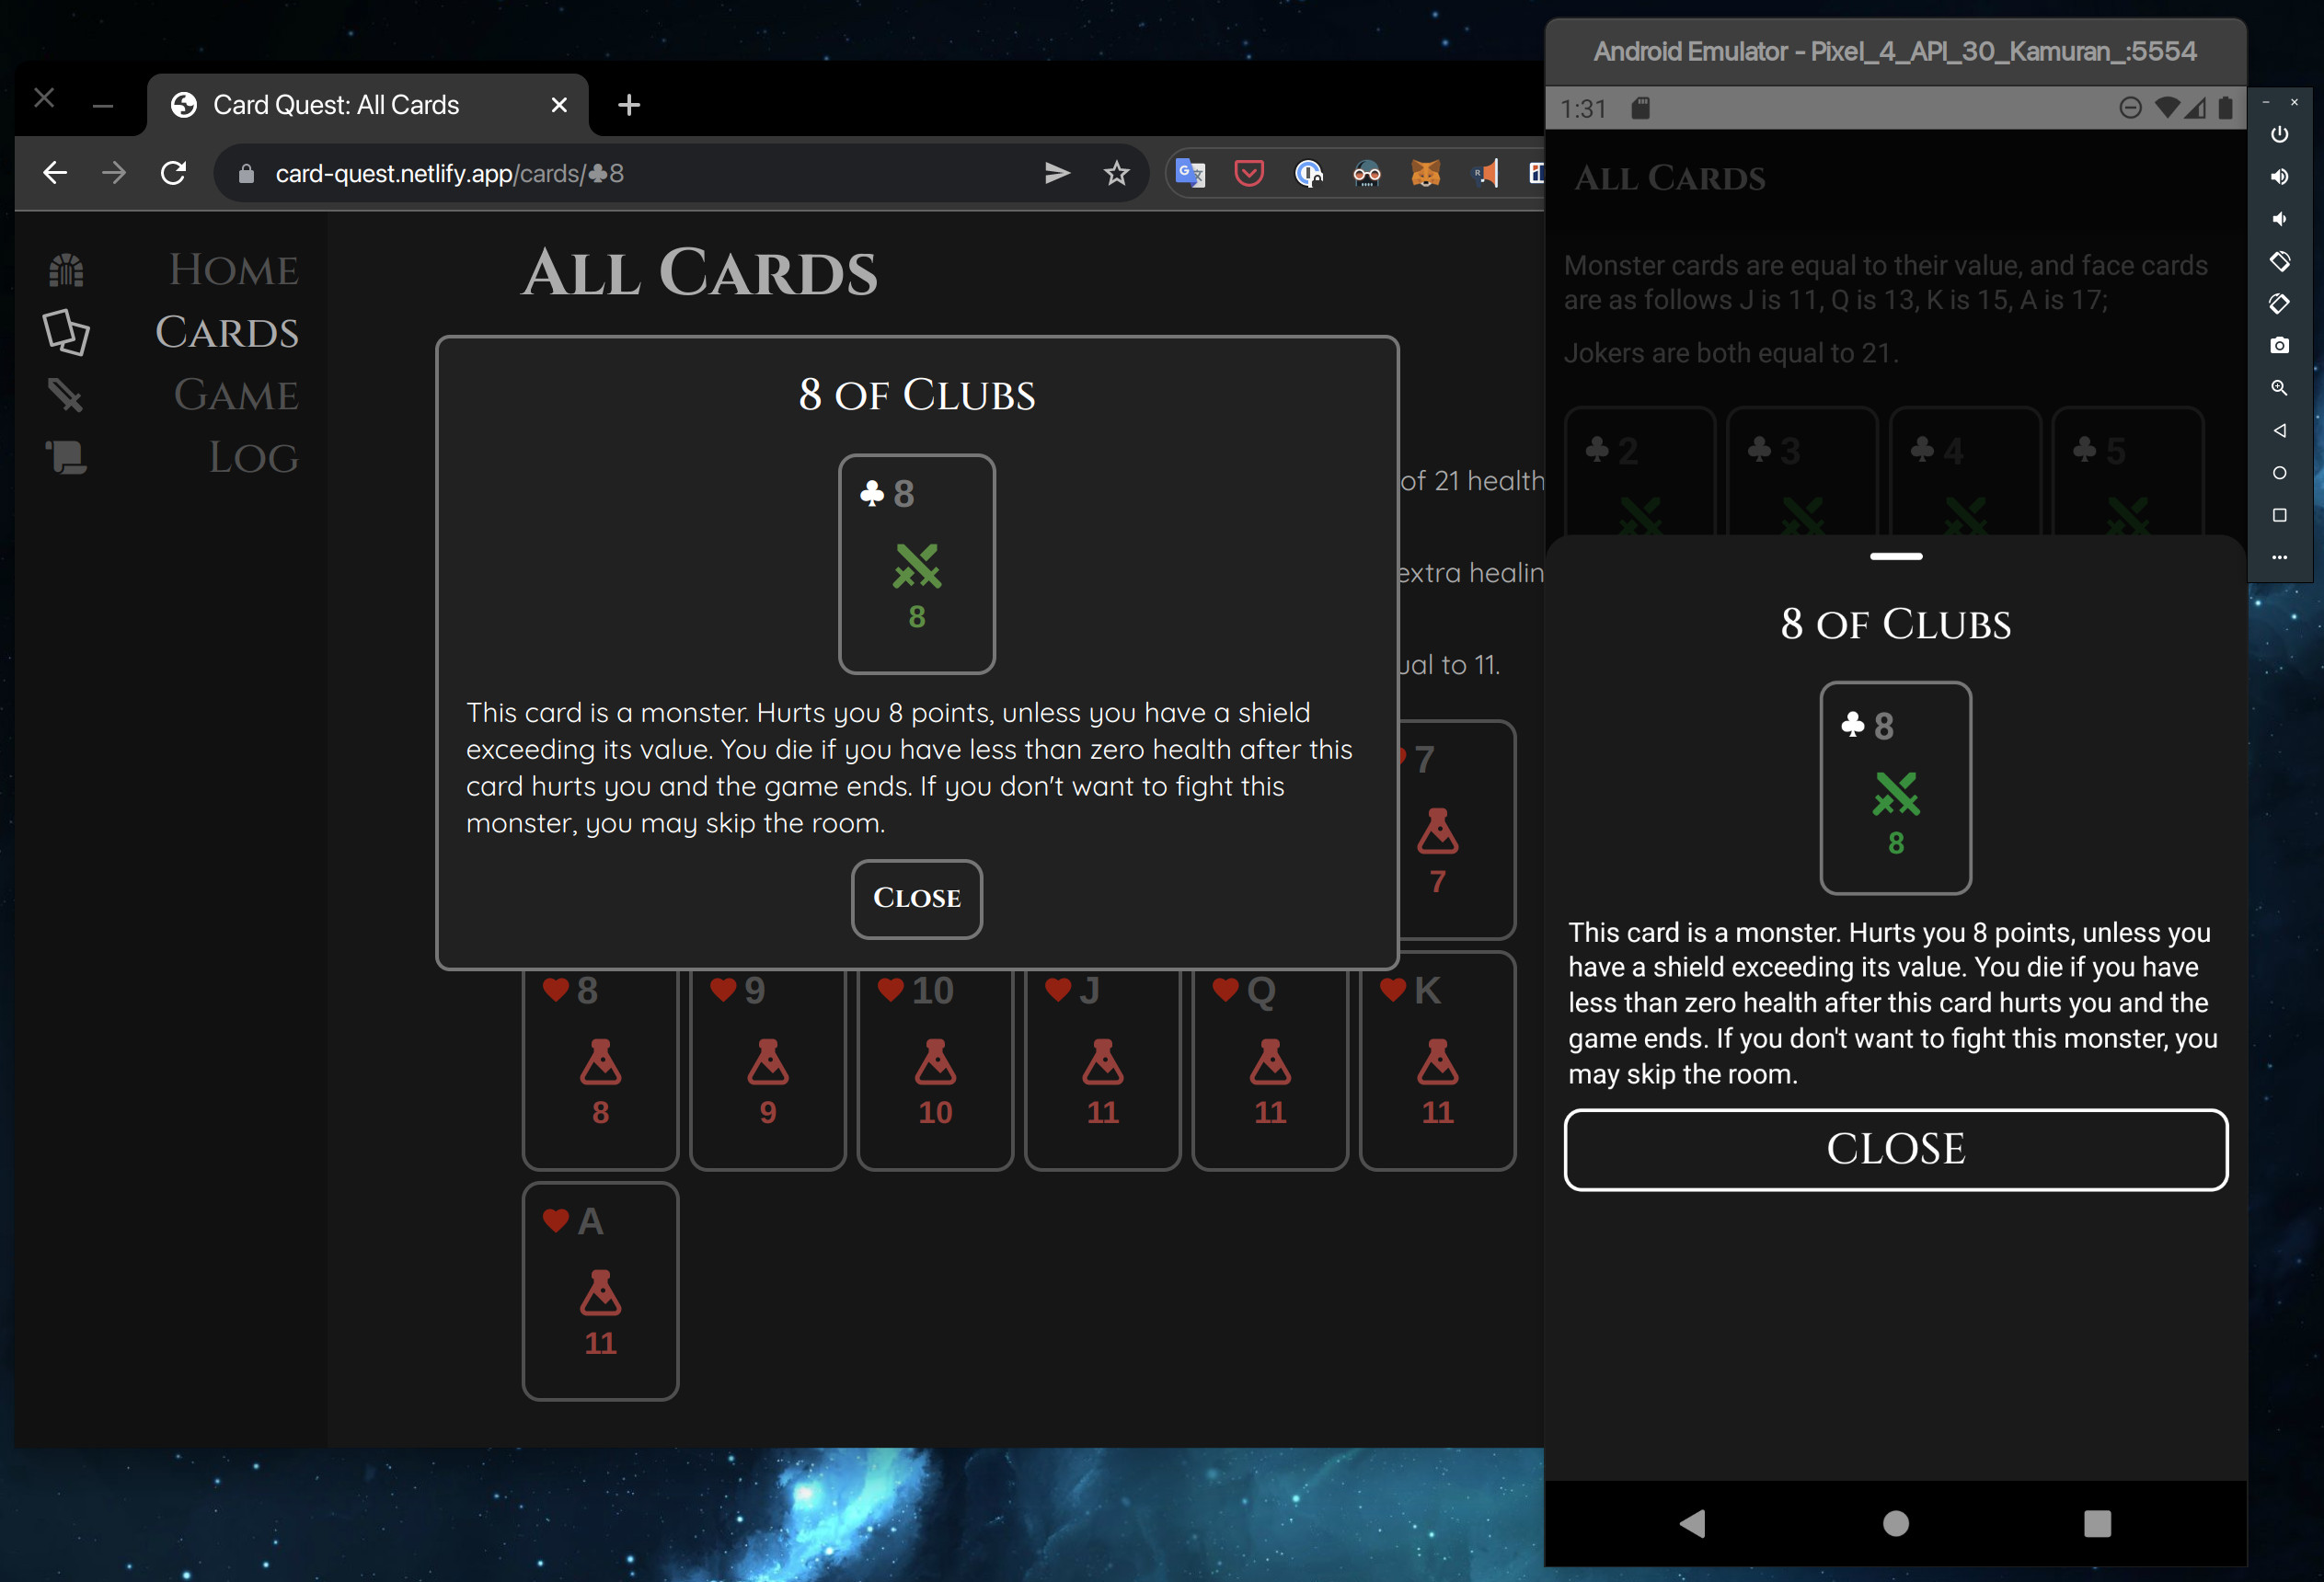 Card Quest: All Cards
card-quest.netlify.app/cards/♣8
Home
Cards
Game
Log
All Cards
of 21 health
extra healin
ual to 11.
8 of Clubs
♣ 8
8
This card is a monster. Hurts you 8 points, unless you have a shield
exceeding its value. You die if you have less than zero health after this
card hurts you and the game ends. If you don't want to fight this
monster, you may skip the room.
Close
7
7
8
8
9
9
10
10
J
11
Q
11
K
11
A
11
Android Emulator - Pixel_4_API_30_Kamuran_:5554
1:31
All Cards
Monster cards are equal to their value, and face cards
are as follows J is 11, Q is 13, K is 15, A is 17;
Jokers are both equal to 21.
♣ 2
♣ 3
♣ 4
♣ 5
8 of Clubs
♣ 8
8
This card is a monster. Hurts you 8 points, unless you
have a shield exceeding its value. You die if you have
less than zero health after this card hurts you and the
game ends. If you don't want to fight this monster, you
may skip the room.
CLOSE